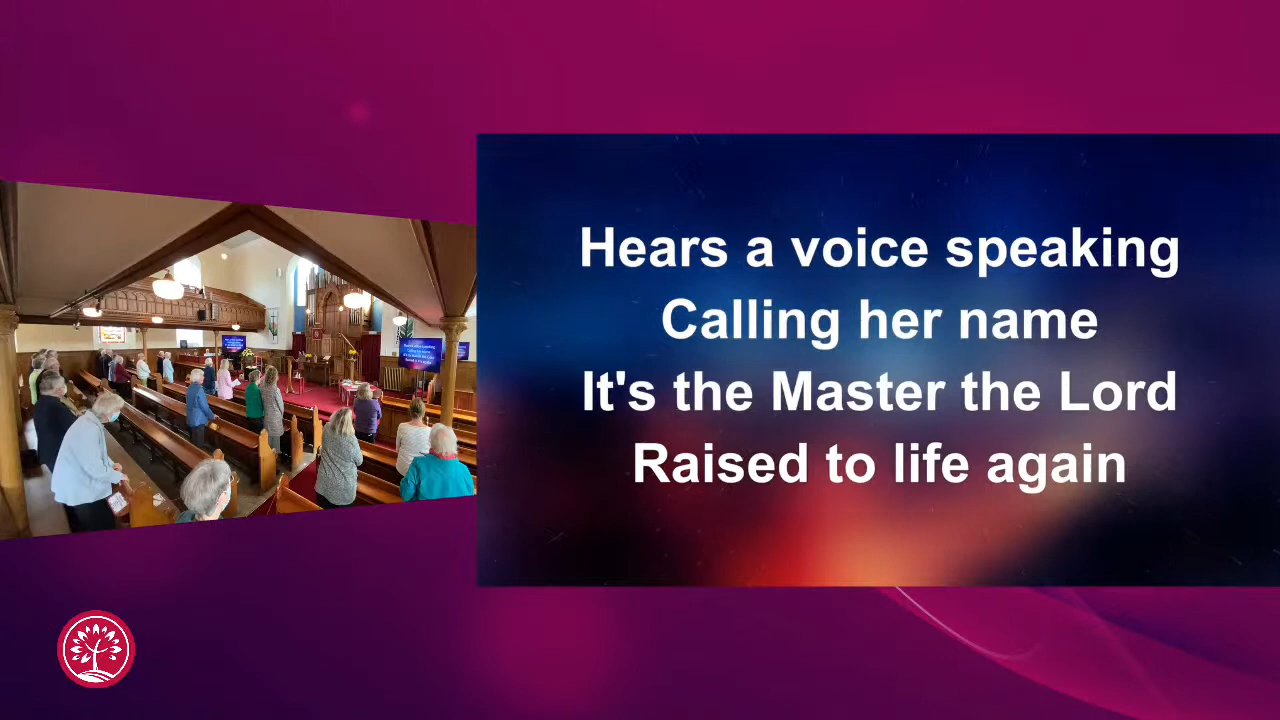 Hears a voice speaking
Calling her name
It's the Master the Lord
Raised to life again